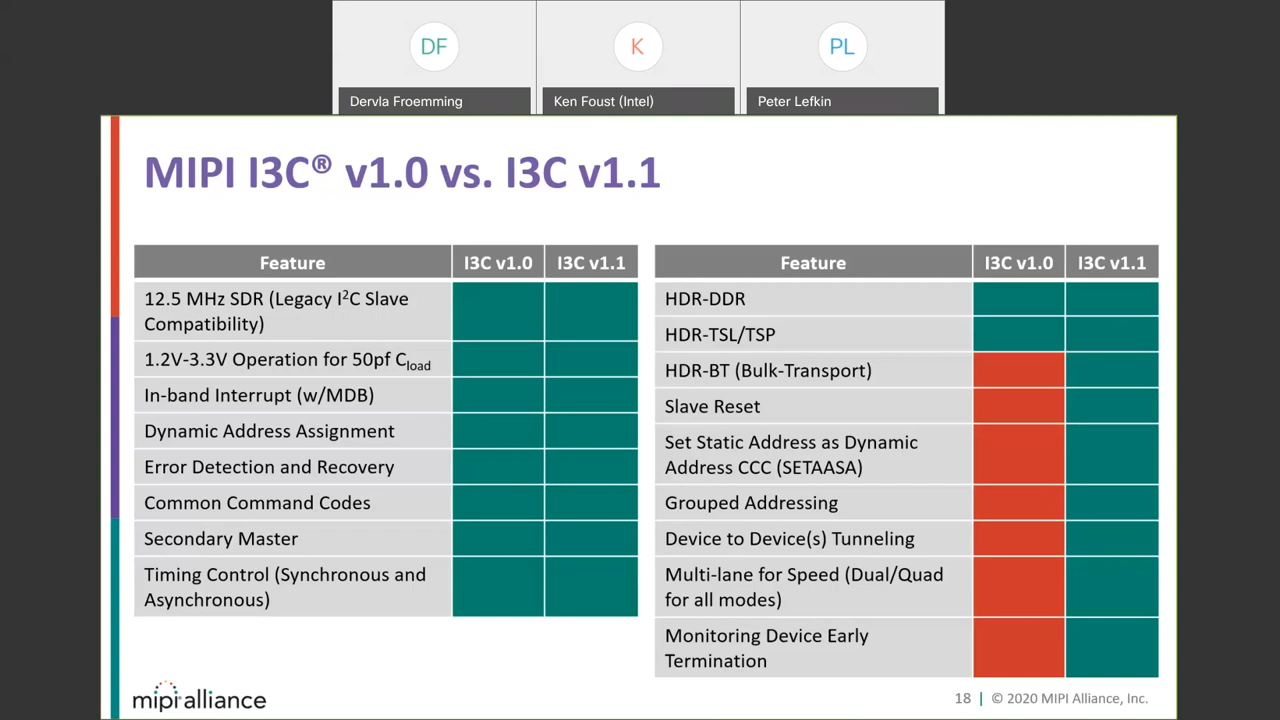 DF
K
PL
Dervla Froemming
Ken Foust (Intel)
Peter Lefkin
MIPI I3C® v1.0 vs. I3C v1.1
Feature I3C v1.0 I3C v1.1
12.5 MHz SDR (Legacy I²C Slave
Compatibility)
1.2V-3.3V Operation for 50pf Cload
In-band Interrupt (w/MDB)
Dynamic Address Assignment
Error Detection and Recovery
Common Command Codes
Secondary Master
Timing Control (Synchronous and
Asynchronous)
Feature I3C v1.0 I3C v1.1
HDR-DDR
HDR-TSL/TSP
HDR-BT (Bulk-Transport)
Slave Reset
Set Static Address as Dynamic
Address CCC (SETAASA)
Grouped Addressing
Device to Device(s) Tunneling
Multi-lane for Speed (Dual/Quad
for all modes)
Monitoring Device Early
Termination
mipi alliance
18 | © 2020 MIPI Alliance, Inc.